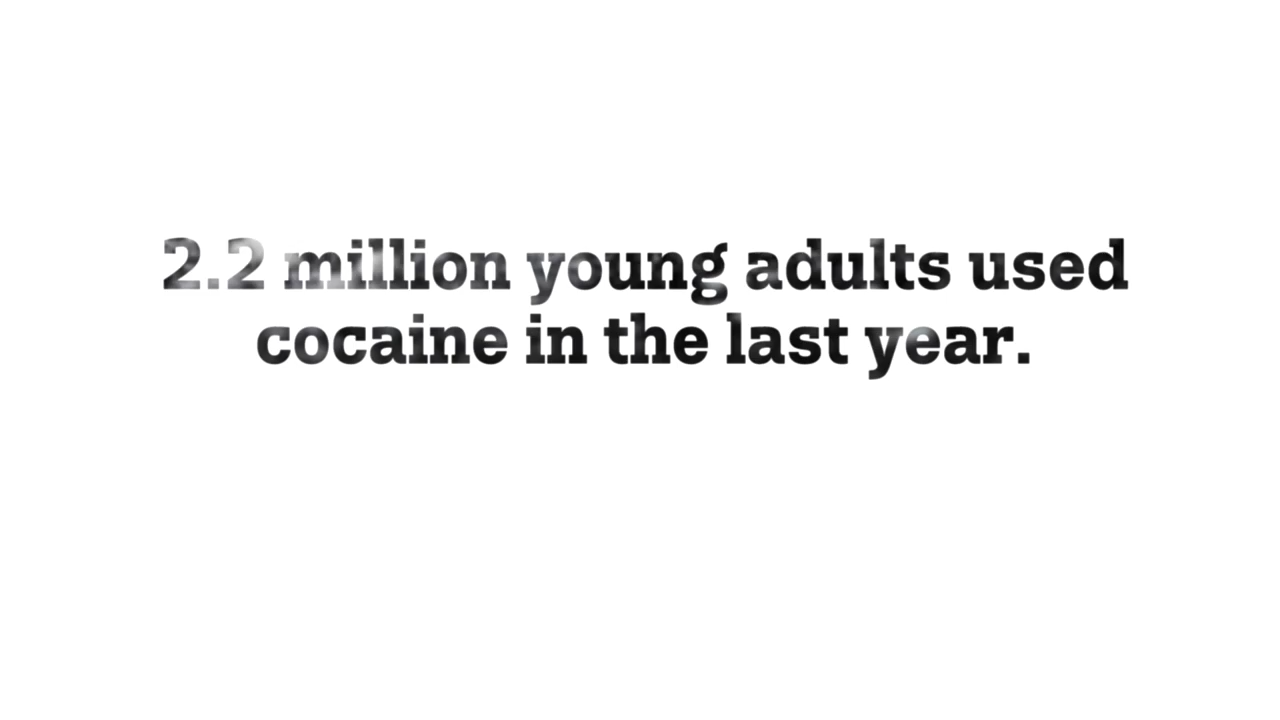 2.2 million young adults used
cocaine in the last year.